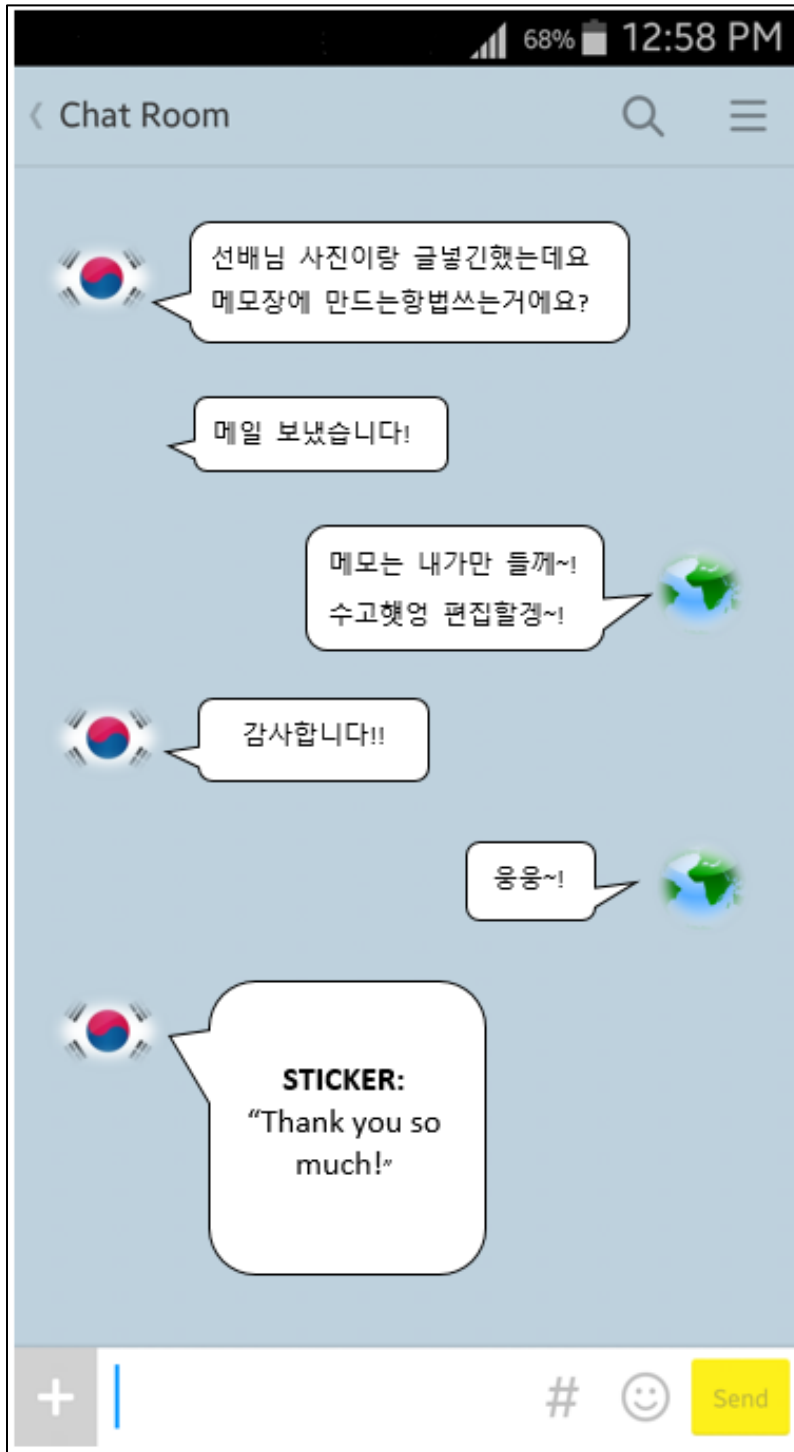 68% 12:58 PM
Chat Room
선배님 사진이랑 글넣긴했는데요
메모장에 만드는항법쓰는거에요?
메일 보냈습니다!
메모는 내가만 들께~!
수고햇엉 편집할겡~!
감사합니다!!
웅웅~!
STICKER:
“Thank you so
much!”
+ # Send